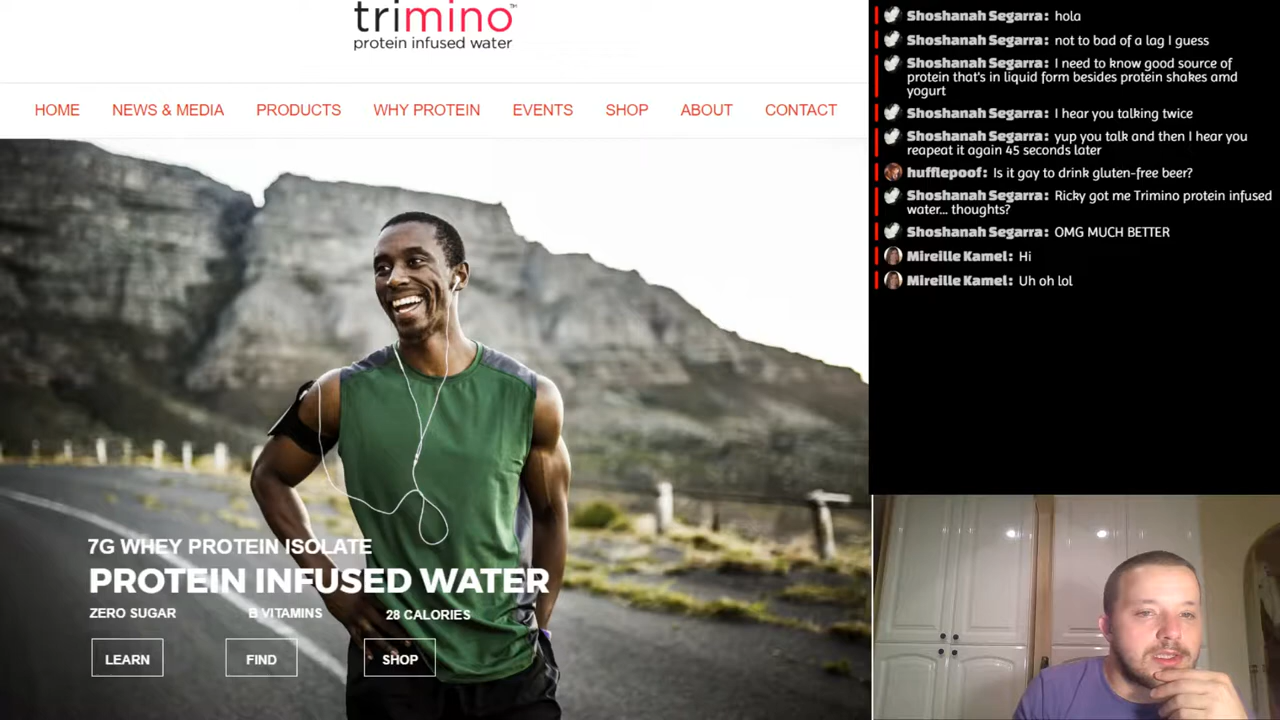 trimino™
protein infused water
HOME NEWS & MEDIA PRODUCTS WHY PROTEIN EVENTS SHOP ABOUT CONTACT
7G WHEY PROTEIN ISOLATE
PROTEIN INFUSED WATER
ZERO SUGAR B VITAMINS 28 CALORIES
LEARN FIND SHOP
Shoshanah Segarra: hola
Shoshanah Segarra: not to bad of a lag I guess
Shoshanah Segarra: I need to know good source of
protein that's in liquid form besides protein shakes amd
yogurt
Shoshanah Segarra: I hear you talking twice
Shoshanah Segarra: yup you talk and then I hear you
reapeat it again 45 seconds later
hufflepoof: Is it gay to drink gluten-free beer?
Shoshanah Segarra: Ricky got me Trimino protein infused
water... thoughts?
Shoshanah Segarra: OMG MUCH BETTER
Mireille Kamel: Hi
Mireille Kamel: Uh oh lol